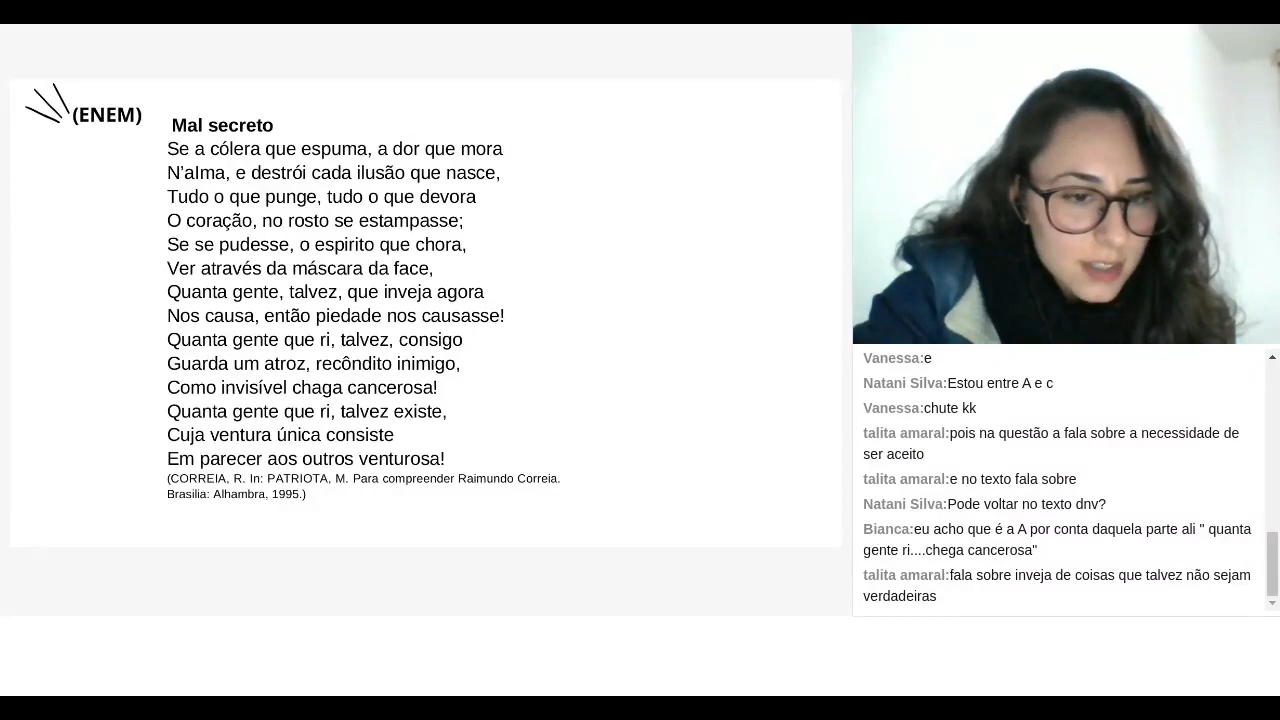 (ENEM)
Mal secreto
Se a cólera que espuma, a dor que mora
N'alma, e destrói cada ilusão que nasce,
Tudo o que punge, tudo o que devora
O coração, no rosto se estampasse;
Se se pudesse, o espirito que chora,
Ver através da máscara da face,
Quanta gente, talvez, que inveja agora
Nos causa, então piedade nos causasse!
Quanta gente que ri, talvez, consigo
Guarda um atroz, recôndito inimigo,
Como invisível chaga cancerosa!
Quanta gente que ri, talvez existe,
Cuja ventura única consiste
Em parecer aos outros venturosa!
(CORREIA, R. In: PATRIOTA, M. Para compreender Raimundo Correia.
Brasilia: Alhambra, 1995.)
Vanessa:e
Natani Silva:Estou entre A e c
Vanessa:chute kk
talita amaral:pois na questão a fala sobre a necessidade de
ser aceito
talita amaral:e no texto fala sobre
Natani Silva:Pode voltar no texto dnv?
Bianca:eu acho que é a A por conta daquela parte ali " quanta
gente ri....chega cancerosa"
talita amaral:fala sobre inveja de coisas que talvez não sejam
verdadeiras